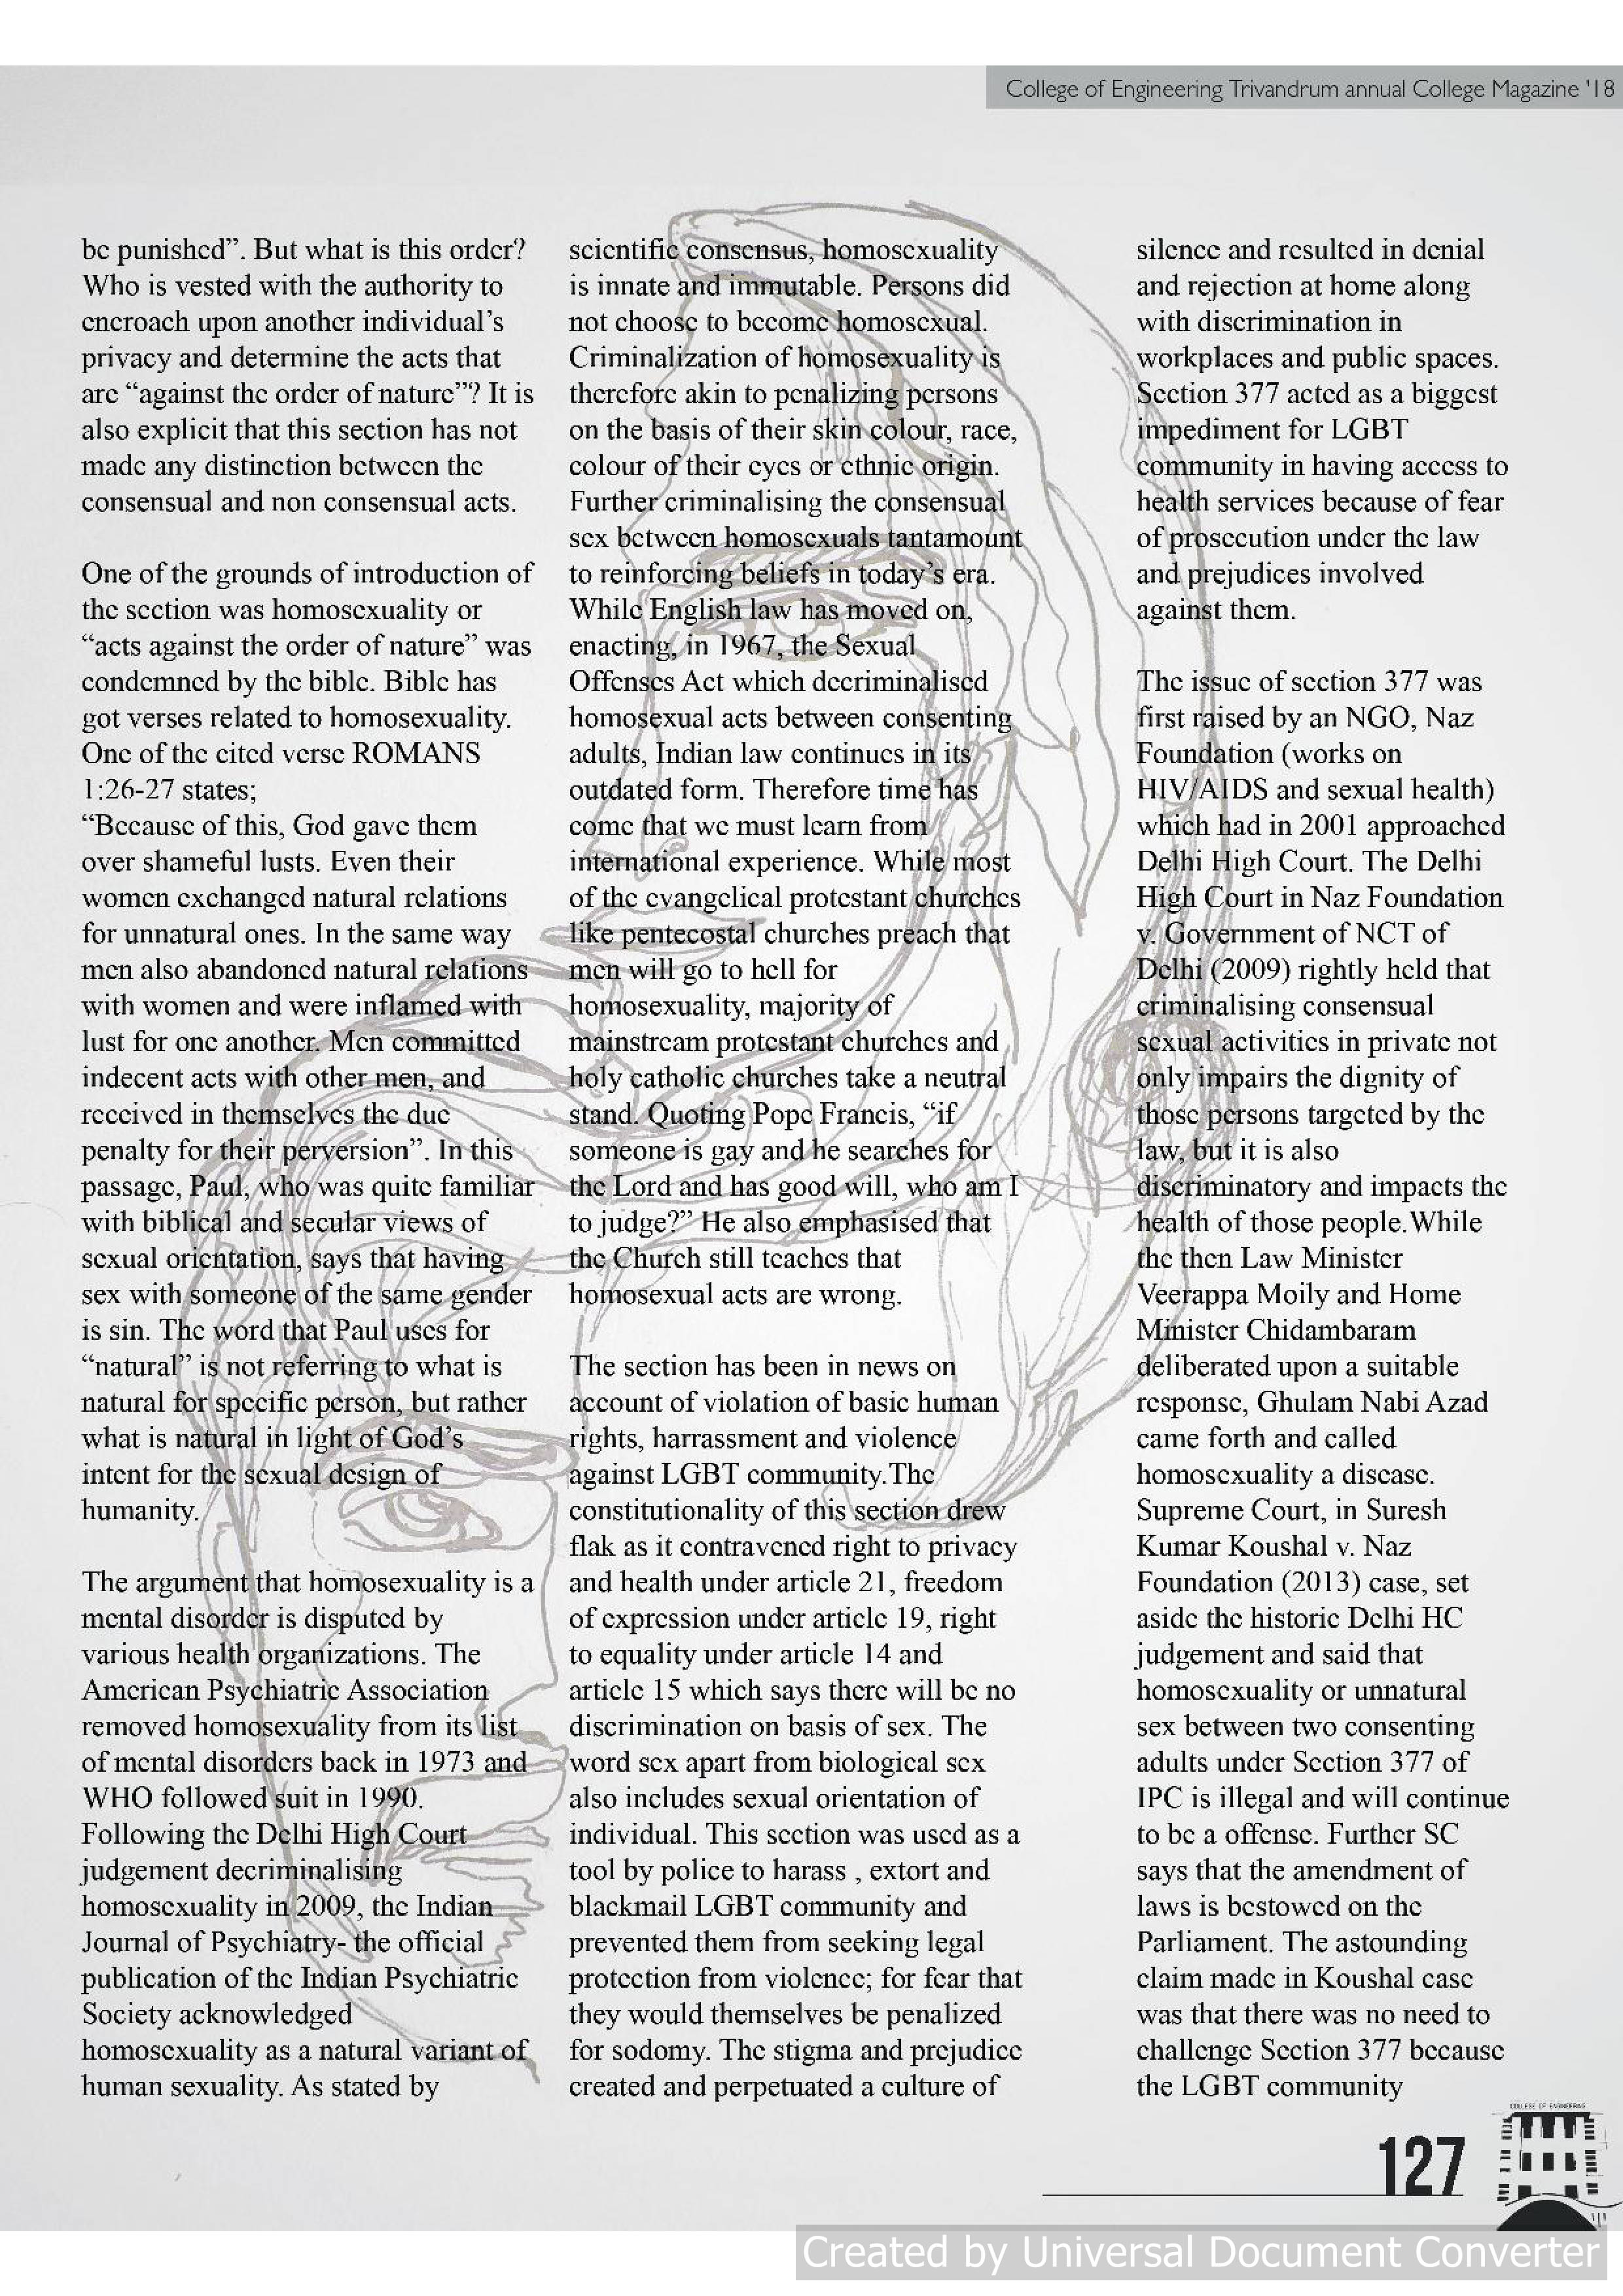 College of Engineering Trivandrum annual College Magazine '18
be punished”. But what is this order?
Who is vested with the authority to
encroach upon another individual’s
privacy and determine the acts that
are “against the order of nature”? It is
also explicit that this section has not
made any distinction between the
consensual and non consensual acts.
One of the grounds of introduction of
the section was homosexuality or
“acts against the order of nature” was
condemned by the bible. Bible has
got verses related to homosexuality.
One of the cited verse ROMANS
1:26-27 states;
“Because of this, God gave them
over shameful lusts. Even their
women exchanged natural relations
for unnatural ones. In the same way
men also abandoned natural relations
with women and were inflamed with
lust for one another. Men committed
indecent acts with other men, and
received in themselves the due
penalty for their perversion”. In this
passage, Paul, who was quite familiar
with biblical and secular views of
sexual orientation, says that having
sex with someone of the same gender
is sin. The word that Paul uses for
“natural” is not referring to what is
natural for specific person, but rather
what is natural in light of God’s
intent for the sexual design of
humanity.
The argument that homosexuality is a
mental disorder is disputed by
various health organizations. The
American Psychiatric Association
removed homosexuality from its list
of mental disorders back in 1973 and
WHO followed suit in 1990.
Following the Delhi High Court
judgement decriminalising
homosexuality in 2009, the Indian
Journal of Psychiatry- the official
publication of the Indian Psychiatric
Society acknowledged
homosexuality as a natural variant of
human sexuality. As stated by
scientific consensus, homosexuality
is innate and immutable. Persons did
not choose to become homosexual.
Criminalization of homosexuality is
therefore akin to penalizing persons
on the basis of their skin colour, race,
colour of their eyes or ethnic origin.
Further criminalising the consensual
sex between homosexuals tantamount
to reinforcing beliefs in today’s era.
While English law has moved on,
enacting, in 1967, the Sexual
Offenses Act which decriminalised
homosexual acts between consenting
adults, Indian law continues in its
outdated form. Therefore time has
come that we must learn from
international experience. While most
of the evangelical protestant churches
like pentecostal churches preach that
men will go to hell for
homosexuality, majority of
mainstream protestant churches and
holy catholic churches take a neutral
stand. Quoting Pope Francis, “if
someone is gay and he searches for
the Lord and has good will, who am I
to judge?” He also emphasised that
the Church still teaches that
homosexual acts are wrong.
The section has been in news on
account of violation of basic human
rights, harrassment and violence
against LGBT community.The
constitutionality of this section drew
flak as it contravened right to privacy
and health under article 21, freedom
of expression under article 19, right
to equality under article 14 and
article 15 which says there will be no
discrimination on basis of sex. The
word sex apart from biological sex
also includes sexual orientation of
individual. This section was used as a
tool by police to harass , extort and
blackmail LGBT community and
prevented them from seeking legal
protection from violence; for fear that
they would themselves be penalized
for sodomy. The stigma and prejudice
created and perpetuated a culture of
silence and resulted in denial
and rejection at home along
with discrimination in
workplaces and public spaces.
Section 377 acted as a biggest
impediment for LGBT
community in having access to
health services because of fear
of prosecution under the law
and prejudices involved
against them.
The issue of section 377 was
first raised by an NGO, Naz
Foundation (works on
HIV/AIDS and sexual health)
which had in 2001 approached
Delhi High Court. The Delhi
High Court in Naz Foundation
v. Government of NCT of
Delhi (2009) rightly held that
criminalising consensual
sexual activities in private not
only impairs the dignity of
those persons targeted by the
law, but it is also
discriminatory and impacts the
health of those people.While
the then Law Minister
Veerappa Moily and Home
Minister Chidambaram
deliberated upon a suitable
response, Ghulam Nabi Azad
came forth and called
homosexuality a disease.
Supreme Court, in Suresh
Kumar Koushal v. Naz
Foundation (2013) case, set
aside the historic Delhi HC
judgement and said that
homosexuality or unnatural
sex between two consenting
adults under Section 377 of
IPC is illegal and will continue
to be a offense. Further SC
says that the amendment of
laws is bestowed on the
Parliament. The astounding
claim made in Koushal case
was that there was no need to
challenge Section 377 because
the LGBT community
COLLEGE OF ENGINEERING
127
Created by Universal Document Converter